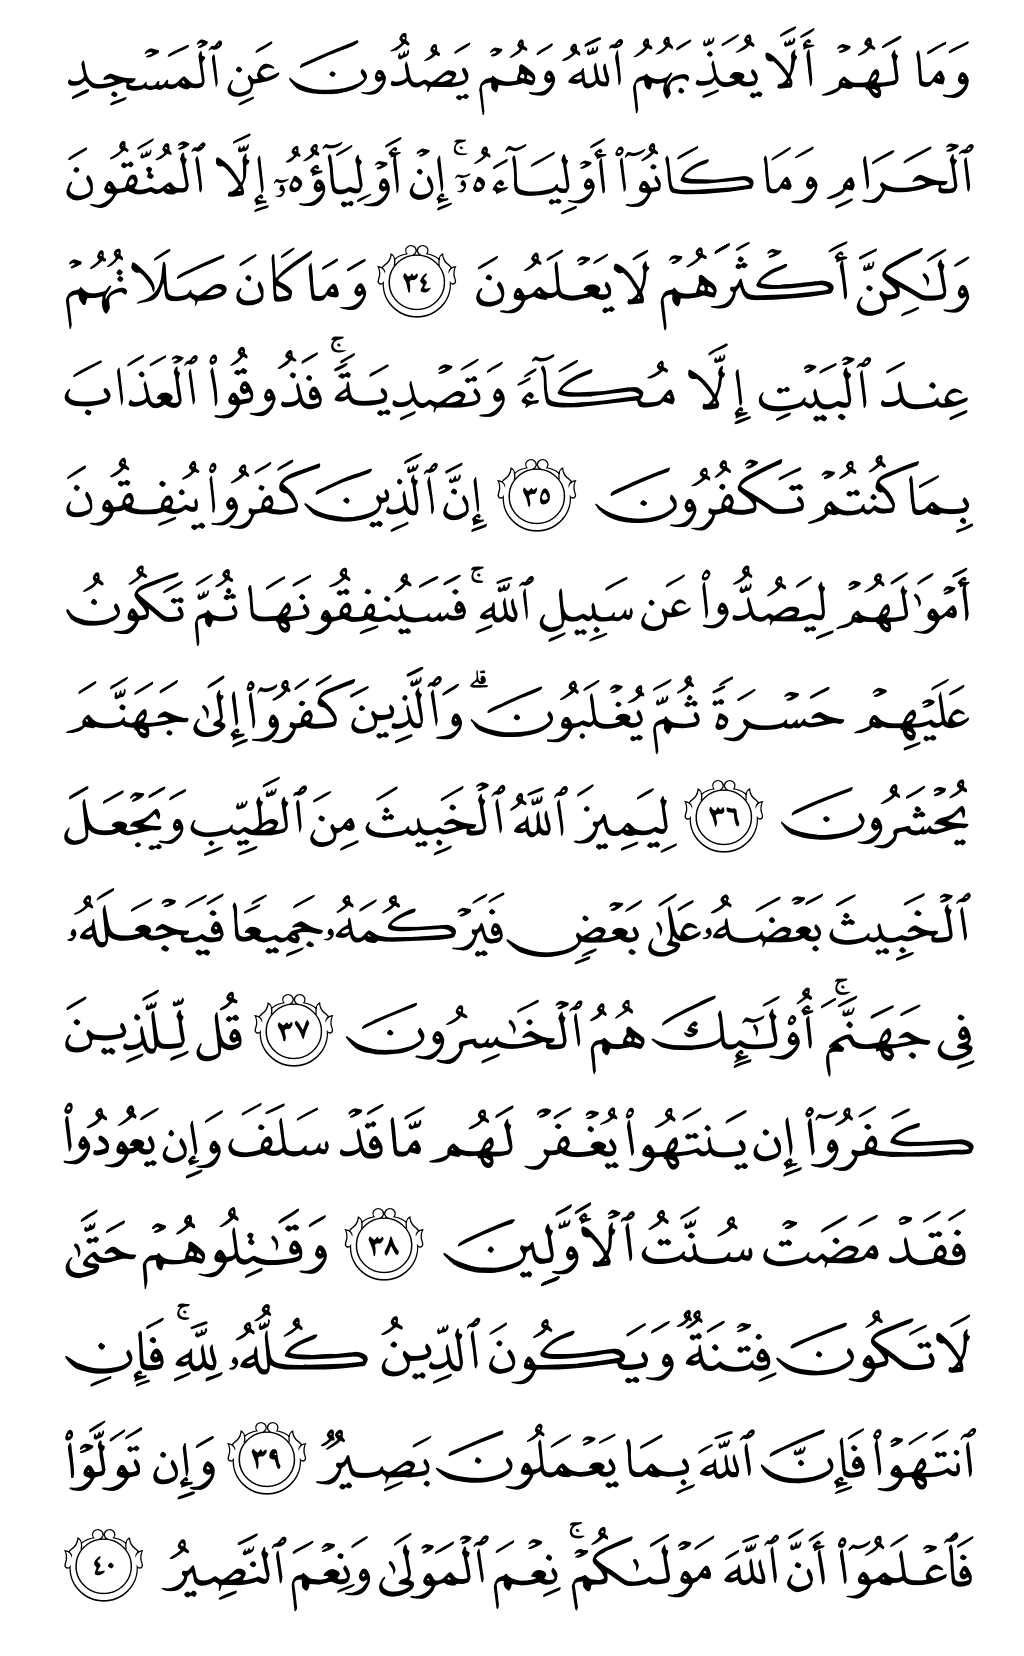 وَمَا لَهُمْ أَلَّا يُعَذِّبَهُمُ ٱللَّهُ وَهُمْ يَصُدُّونَ عَنِ ٱلْمَسْجِدِ
ٱلْحَرَامِ وَمَا كَانُوٓا۟ أَوْلِيَآءَهُۥٓ ۚ إِنْ أَوْلِيَآؤُهُۥٓ إِلَّا ٱلْمُتَّقُونَ
وَلَـٰكِنَّ أَكْثَرَهُمْ لَا يَعْلَمُونَ ٣٤ وَمَا كَانَ صَلَاتُهُمْ
عِندَ ٱلْبَيْتِ إِلَّا مُكَآءً وَتَصْدِيَةً ۚ فَذُوقُوا۟ ٱلْعَذَابَ
بِمَا كُنتُمْ تَكْفُرُونَ ٣٥ إِنَّ ٱلَّذِينَ كَفَرُوا۟ يُنفِقُونَ
أَمْوَٰلَهُمْ لِيَصُدُّوا۟ عَن سَبِيلِ ٱللَّهِ ۚ فَسَيُنفِقُونَهَا ثُمَّ تَكُونُ
عَلَيْهِمْ حَسْرَةً ثُمَّ يُغْلَبُونَ ۗ وَٱلَّذِينَ كَفَرُوٓا۟ إِلَىٰ جَهَنَّمَ
يُحْشَرُونَ ٣٦ لِيَمِيزَ ٱللَّهُ ٱلْخَبِيثَ مِنَ ٱلطَّيِّبِ وَيَجْعَلَ
ٱلْخَبِيثَ بَعْضَهُۥ عَلَىٰ بَعْضٍ فَيَرْكُمَهُۥ جَمِيعًا فَيَجْعَلَهُۥ
فِى جَهَنَّمَ ۚ أُو۟لَـٰٓئِكَ هُمُ ٱلْخَـٰسِرُونَ ٣٧ قُل لِّلَّذِينَ
كَفَرُوٓا۟ إِن يَنتَهُوا۟ يُغْفَرْ لَهُم مَّا قَدْ سَلَفَ وَإِن يَعُودُوا۟
فَقَدْ مَضَتْ سُنَّتُ ٱلْأَوَّلِينَ ٣٨ وَقَـٰتِلُوهُمْ حَتَّىٰ
لَا تَكُونَ فِتْنَةٌ وَيَكُونَ ٱلدِّينُ كُلُّهُۥ لِلَّهِ ۚ فَإِنِ
ٱنتَهَوْا۟ فَإِنَّ ٱللَّهَ بِمَا يَعْمَلُونَ بَصِيرٌ ٣٩ وَإِن تَوَلَّوْا۟
فَٱعْلَمُوٓا۟ أَنَّ ٱللَّهَ مَوْلَىٰكُمْ ۚ نِعْمَ ٱلْمَوْلَىٰ وَنِعْمَ ٱلنَّصِيرُ ٤٠